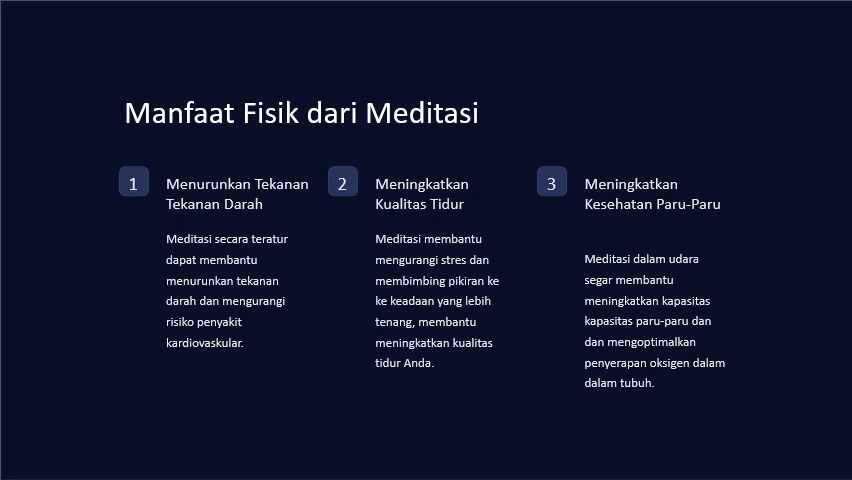 Manfaat Fisik dari Meditasi
1
Menurunkan Tekanan
Tekanan Darah
Meditasi secara teratur
dapat membantu
menurunkan tekanan
darah dan mengurangi
risiko penyakit
kardiovaskular.
2
Meningkatkan
Kualitas Tidur
Meditasi membantu
mengurangi stres dan
membimbing pikiran ke
ke keadaan yang lebih
tenang, membantu
meningkatkan kualitas
tidur Anda.
3
Meningkatkan
Kesehatan Paru-Paru
Meditasi dalam udara
segar membantu
meningkatkan kapasitas
kapasitas paru-paru dan
dan mengoptimalkan
penyerapan oksigen dalam
dalam tubuh.